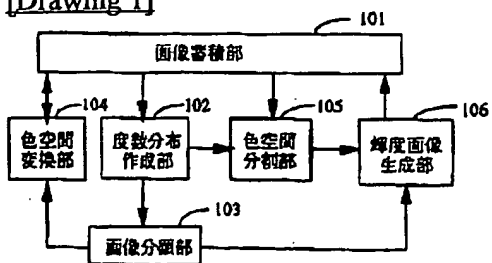 [Drawing 1]
101
画像蓄積部
104
102
105
106
色空間
変換部
度数分布
作成部
色空間
分割部
輝度画像
生成部
103
画像分類部